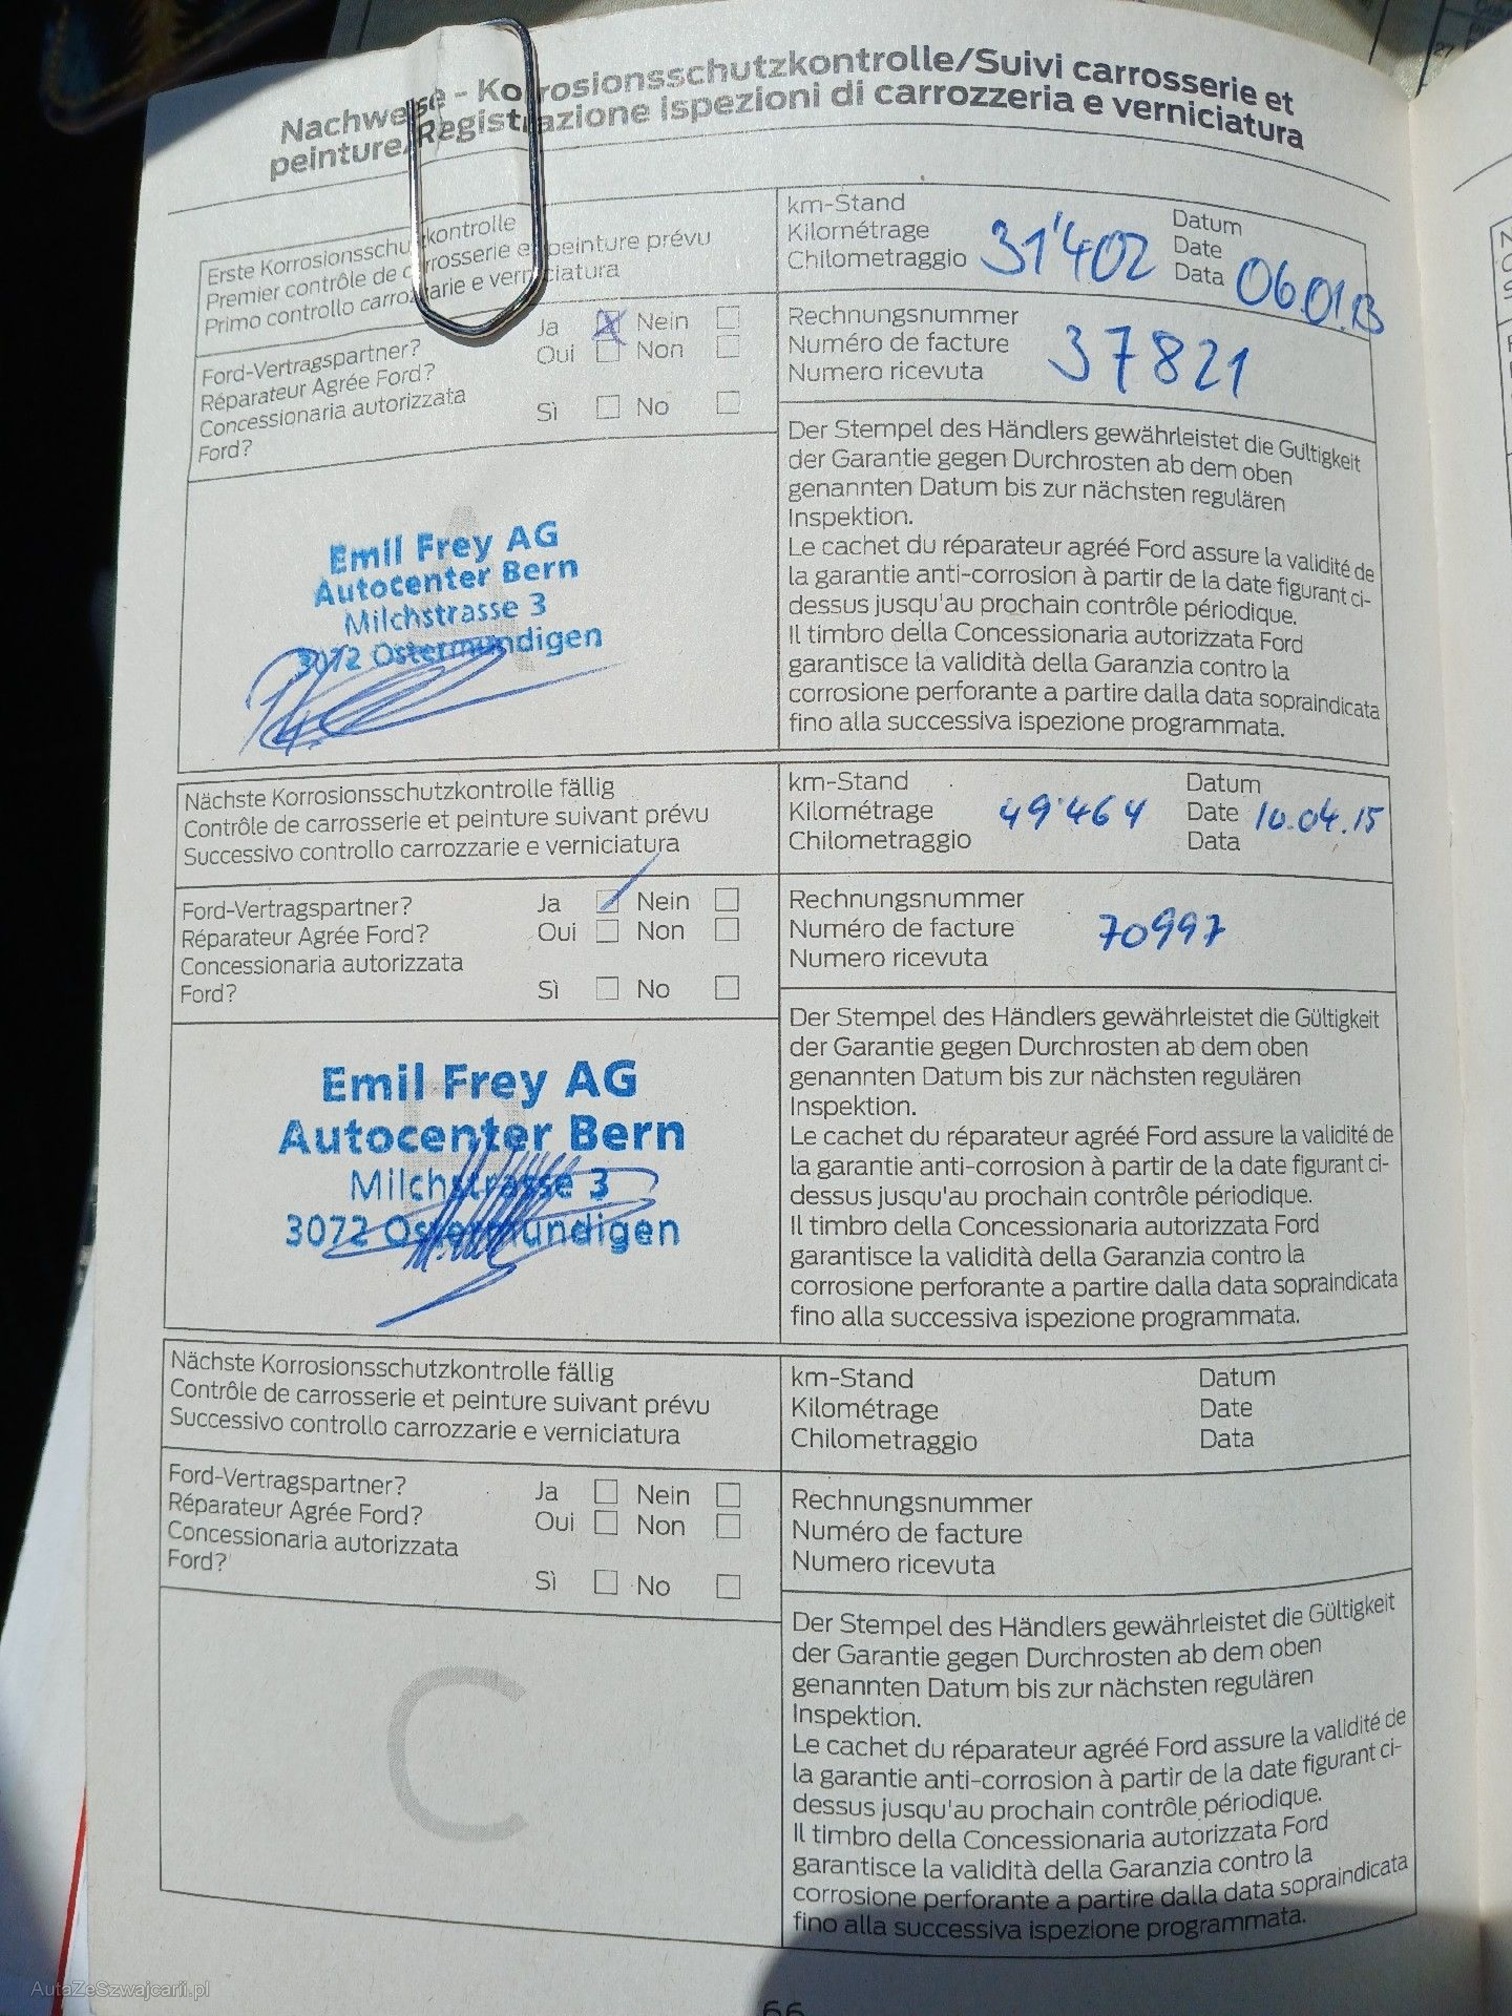 Nachweise - Korrosionsschutzkontrolle/Suivi carrosserie et
peinture/Registrazione ispezioni di carrozzeria e verniciatura
Erste Korrosionsschutzkontrolle
Premier contrôle de carrosserie et peinture prévu
Primo controllo carrozzarie e verniciatura
km-Stand
Kilométrage
Chilometraggio
31'402
Datum
Date
Data
06.01.13
Ford-Vertragspartner?
Réparateur Agrée Ford?
Concessionaria autorizzata
Ford?
Ja Nein
Oui Non
Sì No
Rechnungsnummer
Numéro de facture
Numero ricevuta
37821
Emil Frey AG
Autocenter Bern
Milchstrasse 3
3072 Ostermundigen
Der Stempel des Händlers gewährleistet die Gültigkeit
der Garantie gegen Durchrosten ab dem oben
genannten Datum bis zur nächsten regulären
Inspektion.
Le cachet du réparateur agréé Ford assure la validité de
la garantie anti-corrosion à partir de la date figurant ci-
dessus jusqu'au prochain contrôle périodique.
Il timbro della Concessionaria autorizzata Ford
garantisce la validità della Garanzia contro la
corrosione perforante a partire dalla data sopraindicata
fino alla successiva ispezione programmata.
Nächste Korrosionsschutzkontrolle fällig
Contrôle de carrosserie et peinture suivant prévu
Successivo controllo carrozzarie e verniciatura
km-Stand
Kilométrage
Chilometraggio
49'464
Datum
Date
Data
10.04.15
Ford-Vertragspartner?
Réparateur Agrée Ford?
Concessionaria autorizzata
Ford?
Ja Nein
Oui Non
Sì No
Rechnungsnummer
Numéro de facture
Numero ricevuta
70997
Emil Frey AG
Autocenter Bern
Milchstrasse 3
3072 Ostermundigen
Der Stempel des Händlers gewährleistet die Gültigkeit
der Garantie gegen Durchrosten ab dem oben
genannten Datum bis zur nächsten regulären
Inspektion.
Le cachet du réparateur agréé Ford assure la validité de
la garantie anti-corrosion à partir de la date figurant ci-
dessus jusqu'au prochain contrôle périodique.
Il timbro della Concessionaria autorizzata Ford
garantisce la validità della Garanzia contro la
corrosione perforante a partire dalla data sopraindicata
fino alla successiva ispezione programmata.
Nächste Korrosionsschutzkontrolle fällig
Contrôle de carrosserie et peinture suivant prévu
Successivo controllo carrozzarie e verniciatura
km-Stand
Kilométrage
Chilometraggio
Datum
Date
Data
Ford-Vertragspartner?
Réparateur Agrée Ford?
Concessionaria autorizzata
Ford?
Ja Nein
Oui Non
Sì No
Rechnungsnummer
Numéro de facture
Numero ricevuta
C
Der Stempel des Händlers gewährleistet die Gültigkeit
der Garantie gegen Durchrosten ab dem oben
genannten Datum bis zur nächsten regulären
Inspektion.
Le cachet du réparateur agréé Ford assure la validité de
la garantie anti-corrosion à partir de la date figurant ci-
dessus jusqu'au prochain contrôle périodique.
Il timbro della Concessionaria autorizzata Ford
garantisce la validità della Garanzia contro la
corrosione perforante a partire dalla data sopraindicata
fino alla successiva ispezione programmata.
66
AutaZeSzwajcarii.pl